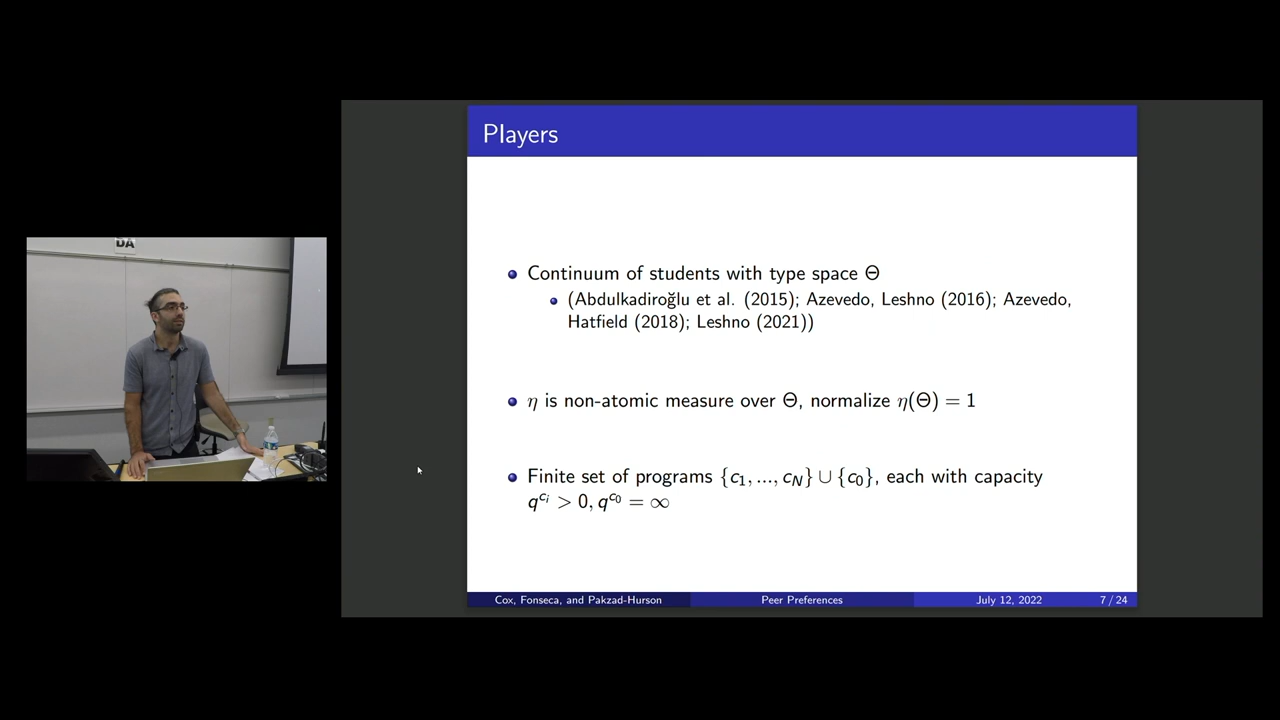 DA
Players
Continuum of students with type space Θ
(Abdulkadiroğlu et al. (2015); Azevedo, Leshno (2016); Azevedo,
Hatfield (2018); Leshno (2021))
η is non-atomic measure over Θ, normalize η(Θ) = 1
Finite set of programs {c₁, ..., c_N} ∪ {c₀}, each with capacity
q^{c_i} > 0, q^{c₀} = ∞
Cox, Fonseca, and Pakzad-Hurson Peer Preferences July 12, 2022 7 / 24